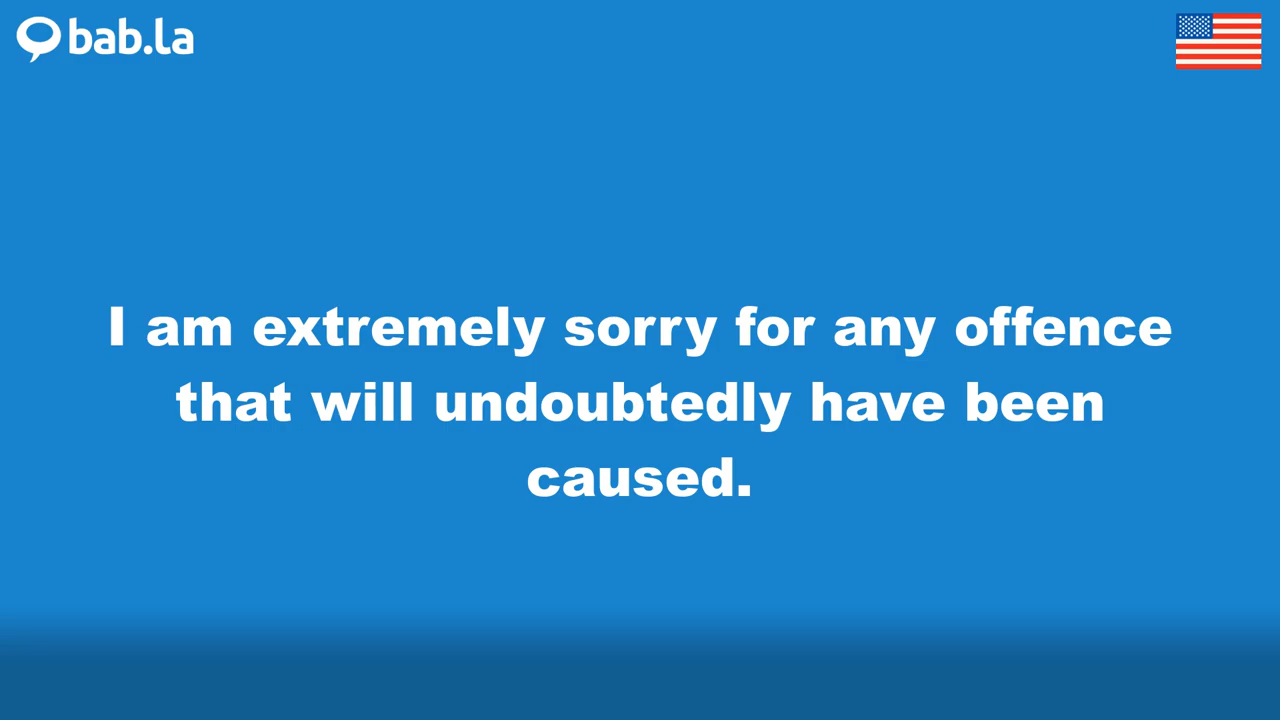 bab.la
I am extremely sorry for any offence
that will undoubtedly have been
caused.